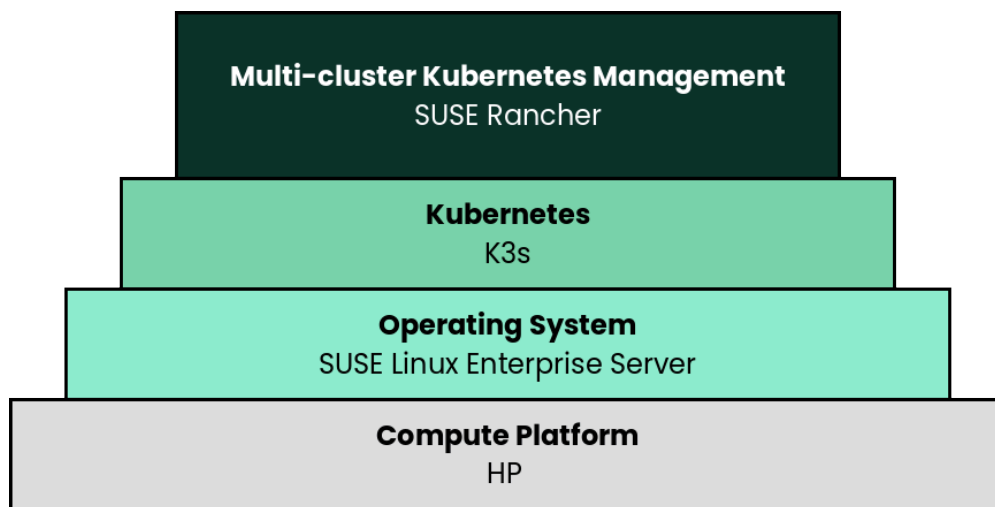 Multi-cluster Kubernetes Management
SUSE Rancher
Kubernetes
K3s
Operating System
SUSE Linux Enterprise Server
Compute Platform
HP